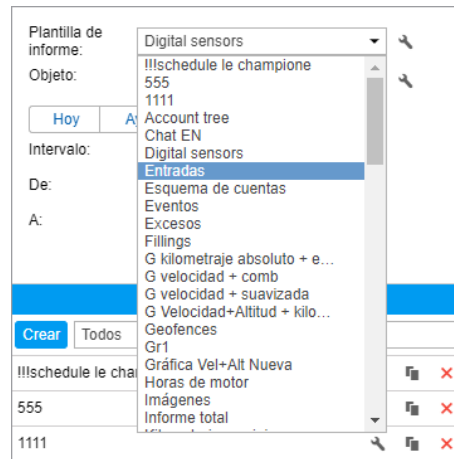 Plantilla de informe:
Digital sensors
!!!schedule le champione
Objeto:
555
1111
Hoy
Account tree
Chat EN
Intervalo:
Digital sensors
Entradas
De:
Esquema de cuentas
Eventos
A:
Excesos
Fillings
G kilometraje absoluto + e...
G velocidad + comb
G velocidad + suavizada
G Velocidad+Altitud + kilo...
Crear
Todos
Geofences
Gr1
!!!schedule le cha
Gráfica Vel+Alt Nueva
Horas de motor
Imágenes
555
Informe total
1111